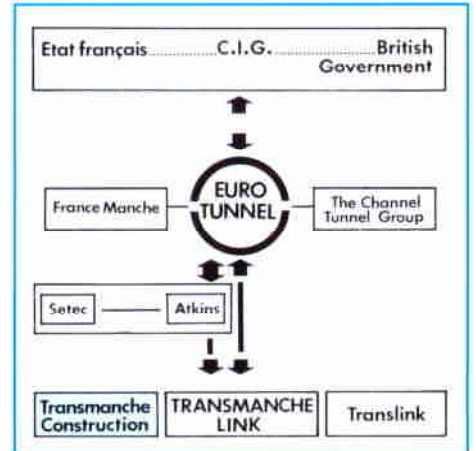 Etat français............C.I.G.....................British
Government
EURO
TUNNEL
France Manche
The Channel
Tunnel Group
Setec
Atkins
Transmanche
Construction
TRANSMANCHE
LINK
Translink